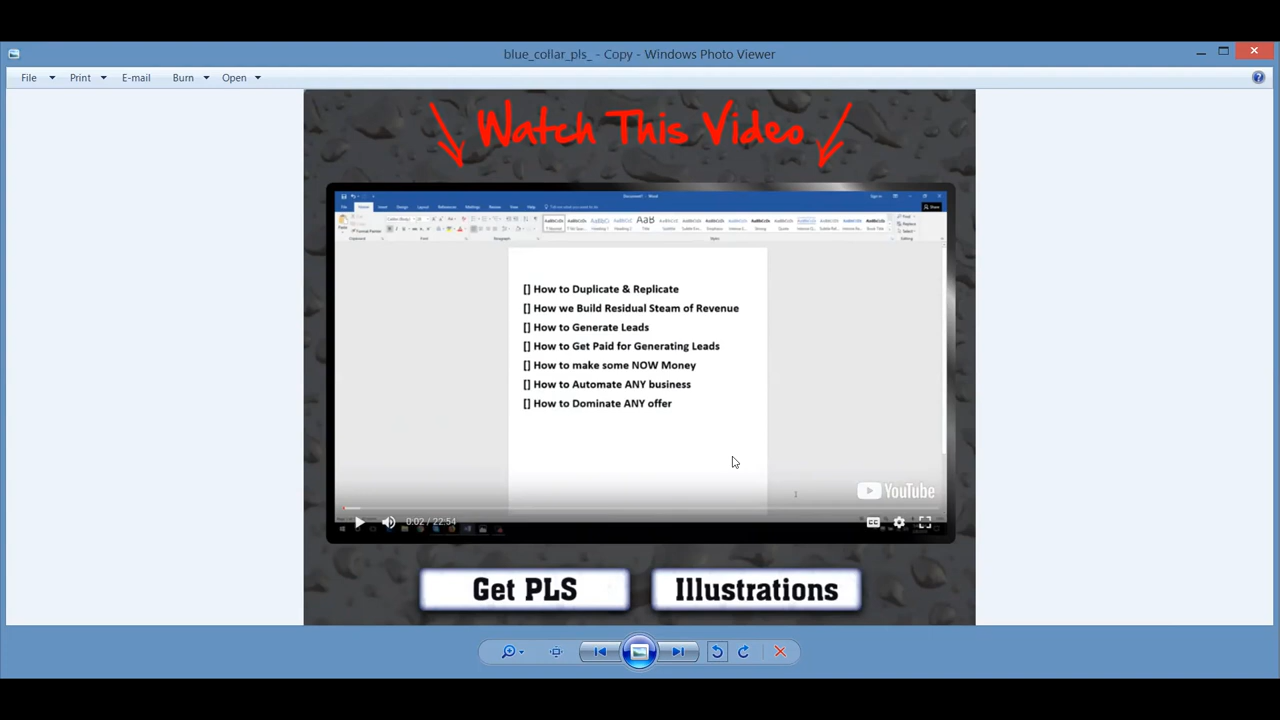 blue_collar_pls_ - Copy - Windows Photo Viewer
File Print E-mail Burn Open
Watch This Video
[] How to Duplicate & Replicate
[] How we Build Residual Steam of Revenue
[] How to Generate Leads
[] How to Get Paid for Generating Leads
[] How to make some NOW Money
[] How to Automate ANY business
[] How to Dominate ANY offer
YouTube
0:02 / 22:54
Get PLS Illustrations